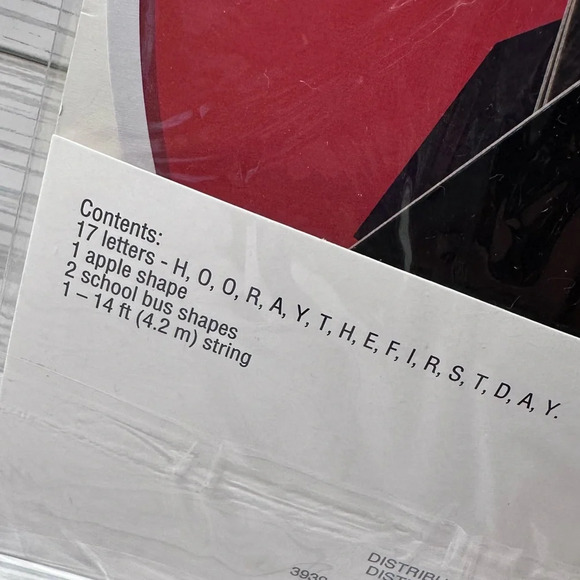 Contents:
17 letters - H, O, O, R, A, Y, T, H, E, F, I, R, S, T, D, A, Y.
1 apple shape
2 school bus shapes
1 – 14 ft (4.2 m) string